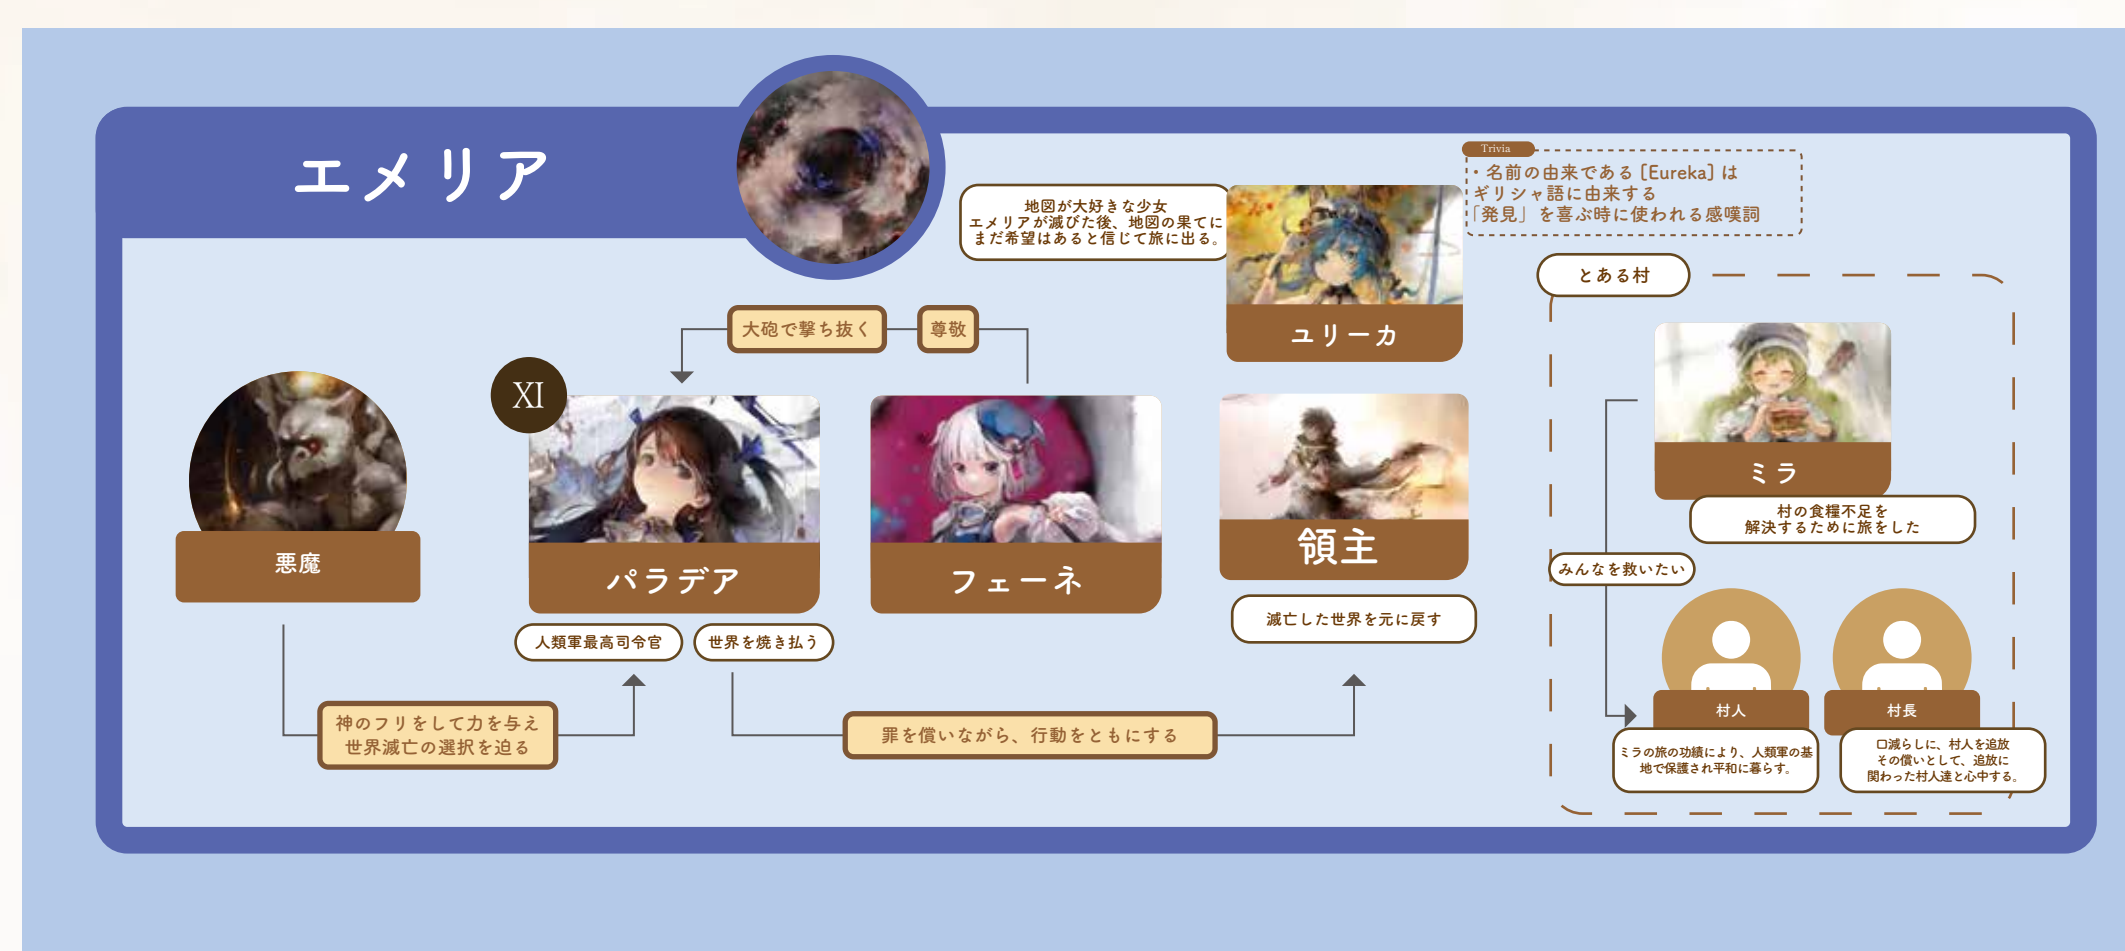 エメリア
地図が大好きな少女
エメリアが滅びた後、地図の果てに
まだ希望はあると信じて旅に出る。
ユリーカ
Trivia
・名前の由来である [Eureka] は
ギリシャ語に由来する
「発見」を喜ぶ時に使われる感嘆詞
大砲で撃ち抜く
尊敬
悪魔
XI
パラデア
人類軍最高司令官
世界を焼き払う
フェーネ
領主
滅亡した世界を元に戻す
神のフリをして力を与え
世界滅亡の選択を迫る
罪を償いながら、行動をともにする
とある村
ミラ
村の食糧不足を
解決するために旅をした
みんなを救いたい
村人
ミラの旅の功績により、人類軍の基
地で保護され平和に暮らす。
村長
口減らしに、村人を追放
その償いとして、追放に
関わった村人達と心中する。